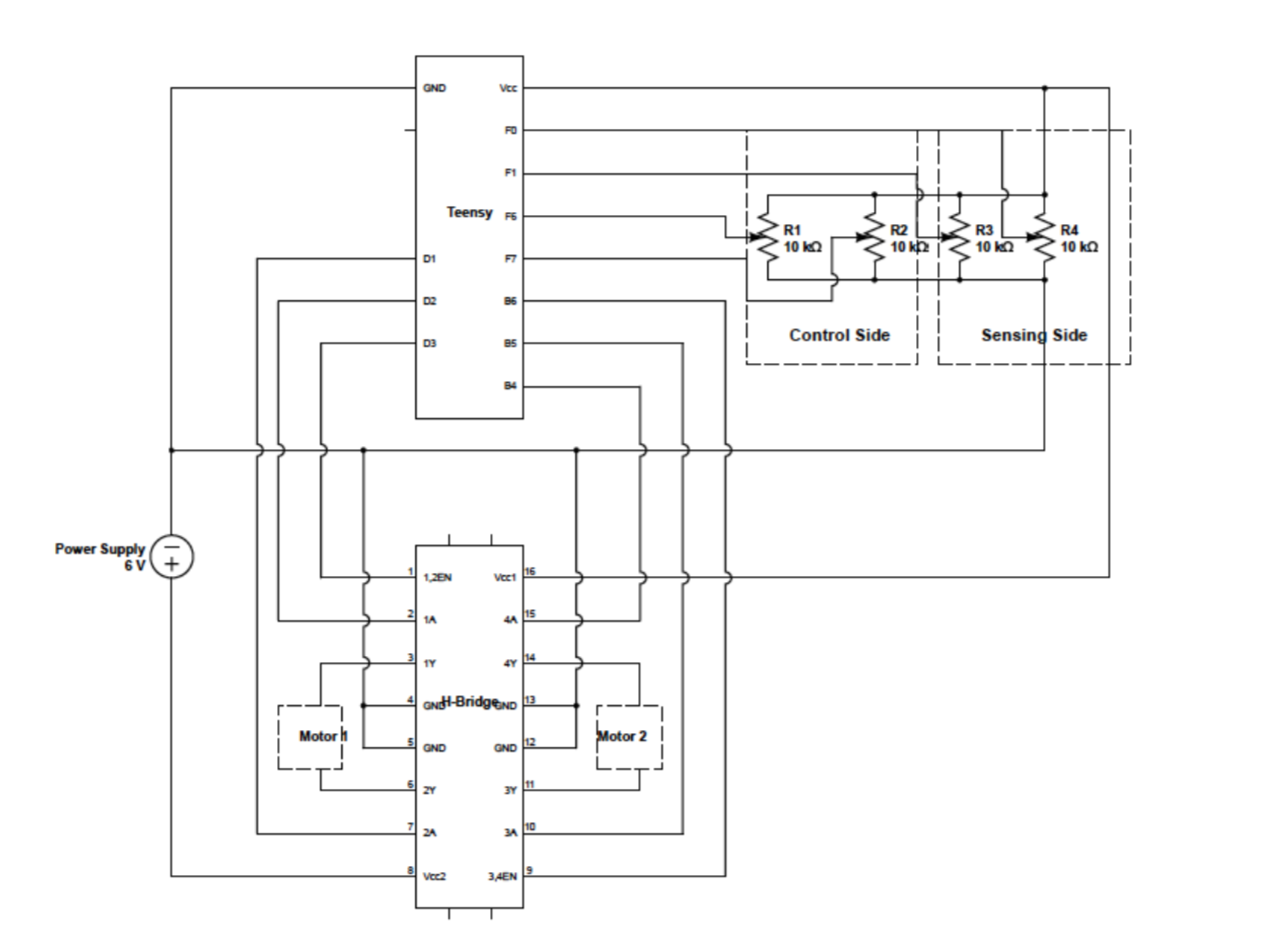 GND Vcc
F0
F1
Teensy F6
D1 F7
D2 B6
D3 B5
B4
R1
10 kΩ
R2
10 kΩ
R3
10 kΩ
R4
10 kΩ
Control Side
Sensing Side
Power Supply
6 V
−
+
1 1,2EN Vcc1 16
2 1A 4A 15
3 1Y 4Y 14
4 GND H-Bridge GND 13
Motor 1
Motor 2
5 GND GND 12
6 2Y 3Y 11
7 2A 3A 10
8 Vcc2 3,4EN 9